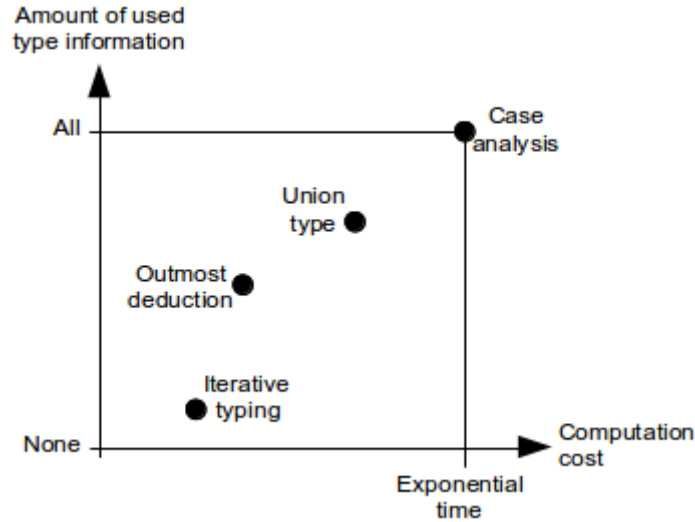 Amount of used
type information
All
Case
analysis
Union
type
Outmost
deduction
Iterative
typing
None
Computation
cost
Exponential
time